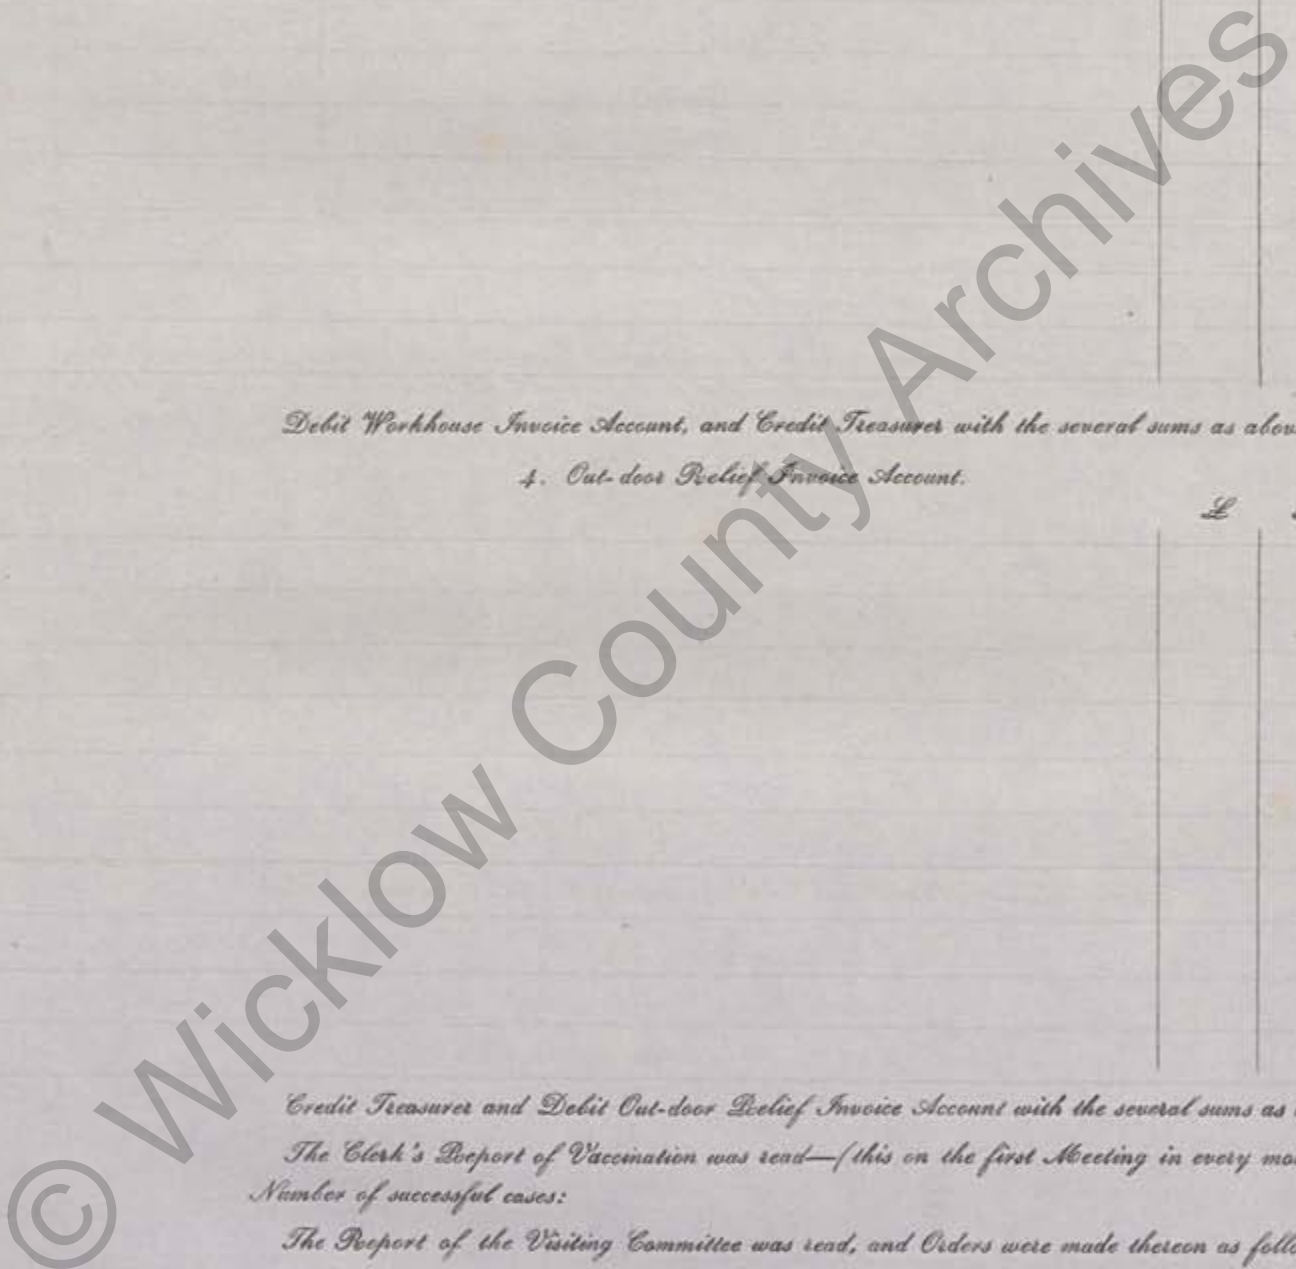 Debit Workhouse Invoice Account, and Credit Treasurer with the several sums as
4. Out-door Relief Invoice Account.
£
Credit Treasurer and Debit Out-door Relief Invoice Account with the several sums as
The Clerk's Report of Vaccination was read—(this on the first Meeting in every
Number of successful cases:
The Report of the Visiting Committee was read, and Orders were made thereon as
© Wicklow County Archives